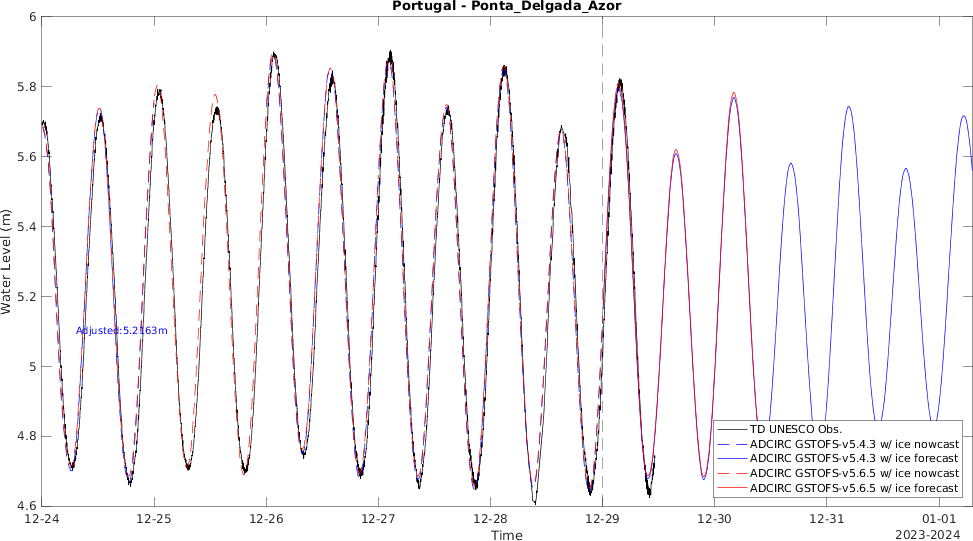 Portugal - Ponta_Delgada_Azor
6
5.8
5.6
5.4
5.2
5
4.8
4.6
Water Level (m)
Adjusted:5.2163m
TD UNESCO Obs.
ADCIRC GSTOFS-v5.4.3 w/ ice nowcast
ADCIRC GSTOFS-v5.4.3 w/ ice forecast
ADCIRC GSTOFS-v5.6.5 w/ ice nowcast
ADCIRC GSTOFS-v5.6.5 w/ ice forecast
12-24 12-25 12-26 12-27 12-28 12-29 12-30 12-31 01-01
Time
2023-2024